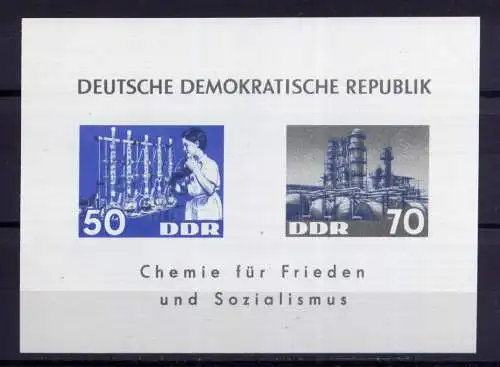 DEUTSCHE DEMOKRATISCHE REPUBLIK
50 DDR
DDR 70
Chemie für Frieden
und Sozialismus